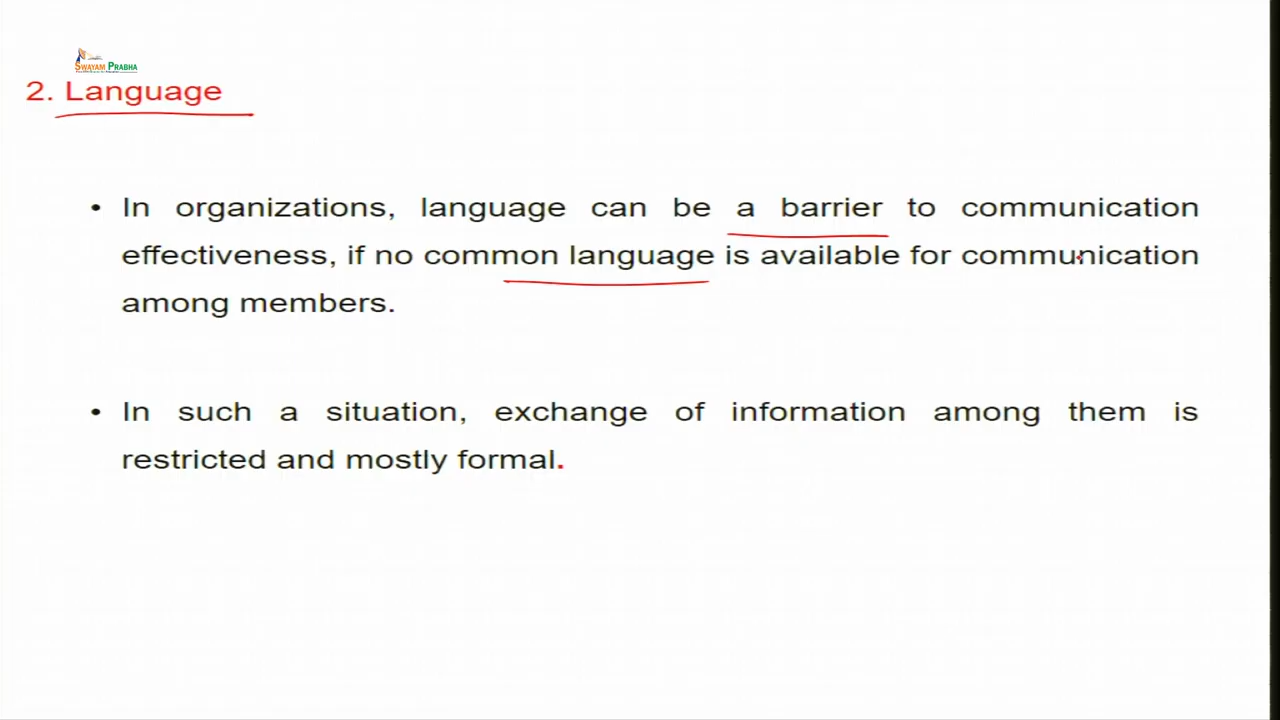 SWAYAM PRABHA
2. Language
• In organizations, language can be a barrier to communication
effectiveness, if no common language is available for communication
among members.
• In such a situation, exchange of information among them is
restricted and mostly formal.